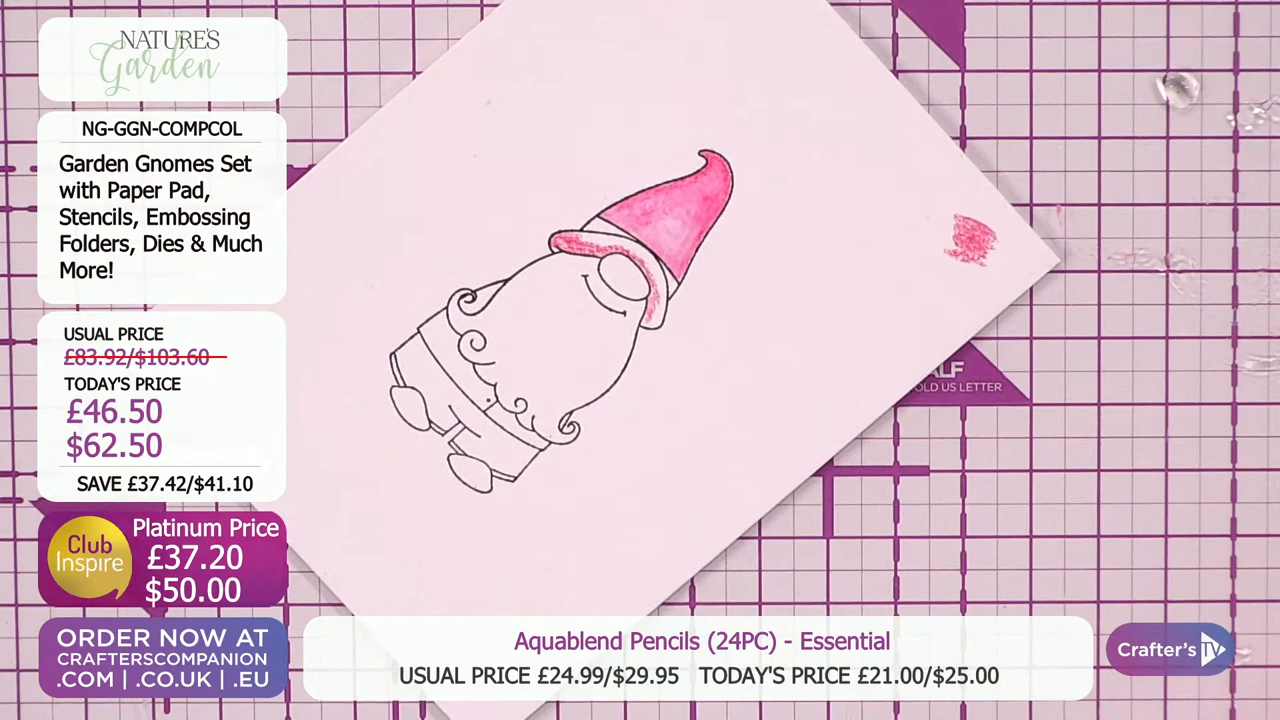 NATURE'S
Garden
NG-GGN-COMPCOL
Garden Gnomes Set
with Paper Pad,
Stencils, Embossing
Folders, Dies & Much
More!
USUAL PRICE
£83.92/$103.60
TODAY'S PRICE
£46.50
$62.50
SAVE £37.42/$41.10
Club
Inspire
Platinum Price
£37.20
$50.00
ORDER NOW AT
CRAFTERSCOMPANION
.COM | .CO.UK | .EU
Aquablend Pencils (24PC) - Essential
USUAL PRICE £24.99/$29.95 TODAY'S PRICE £21.00/$25.00
Crafter's TV
OLD US LETTER